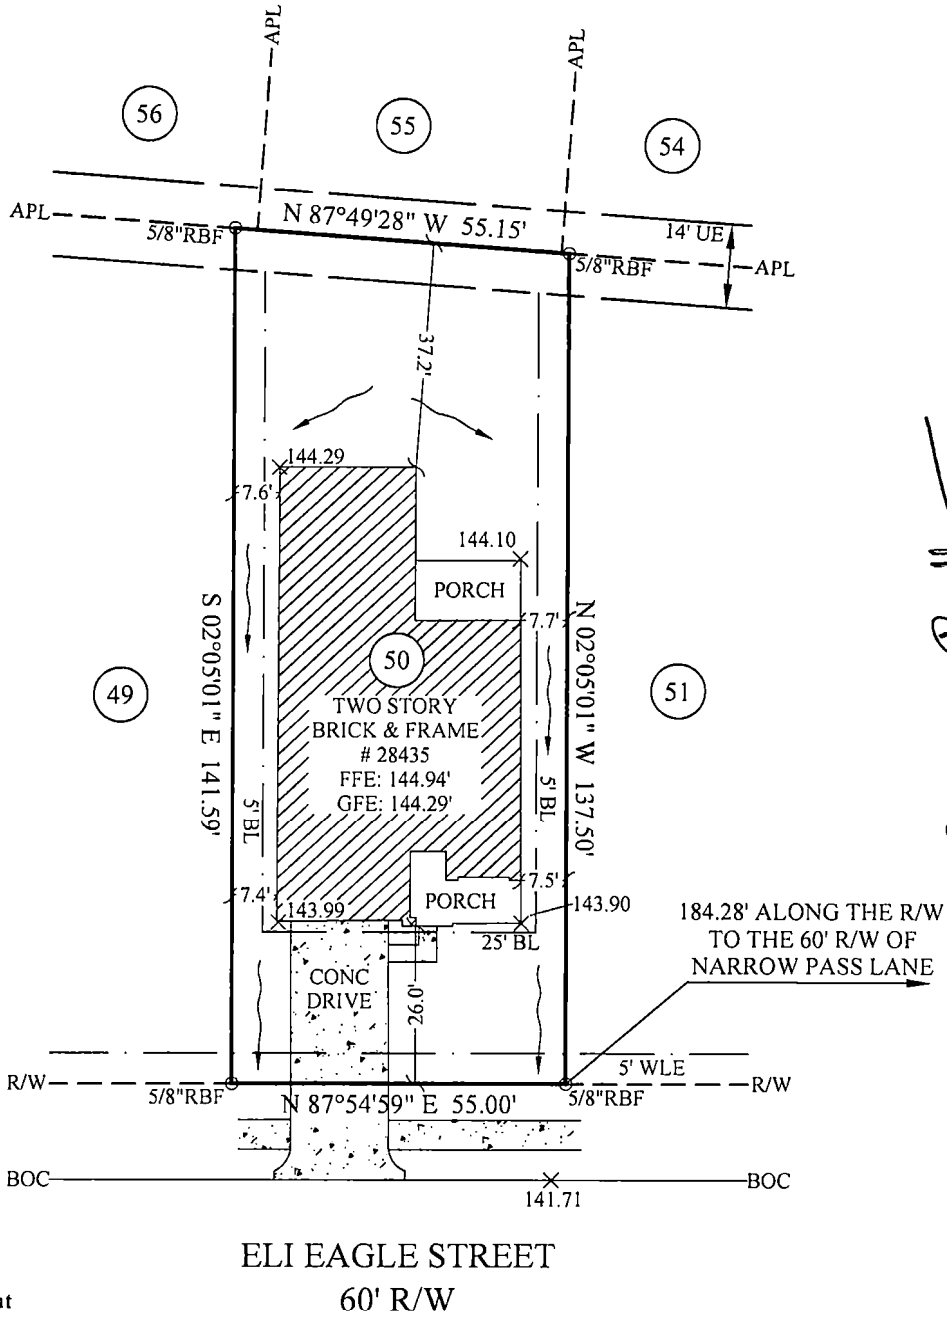 APL
APL
56
55
54
APL
N 87°49'28" W 55.15'
14' UE
5/8"RBF
5/8"RBF
APL
37.2'
144.29
7.6'
144.10
PORCH
7.7'
S 02°05'01" E 141.59'
N 02°05'01" W 137.50'
49
50
51
TWO STORY
BRICK & FRAME
# 28435
FFE: 144.94'
GFE: 144.29'
5' BL
5' BL
7.4'
7.5'
PORCH
143.99
143.90
25' BL
184.28' ALONG THE R/W
TO THE 60' R/W OF
NARROW PASS LANE
CONC
DRIVE
26.0'
5' WLE
R/W
R/W
5/8"RBF
5/8"RBF
N 87°54'59" E 55.00'
BOC
BOC
141.71
ELI EAGLE STREET
60' R/W